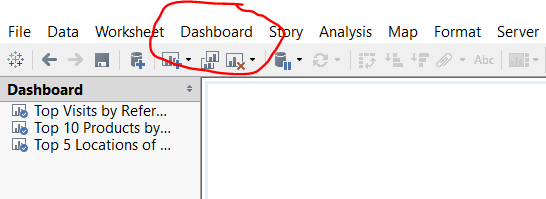 File Data Worksheet Dashboard Story Analysis Map Format Server
Abc
Dashboard
Top Visits by Refer...
Top 10 Products by...
Top 5 Locations of ...